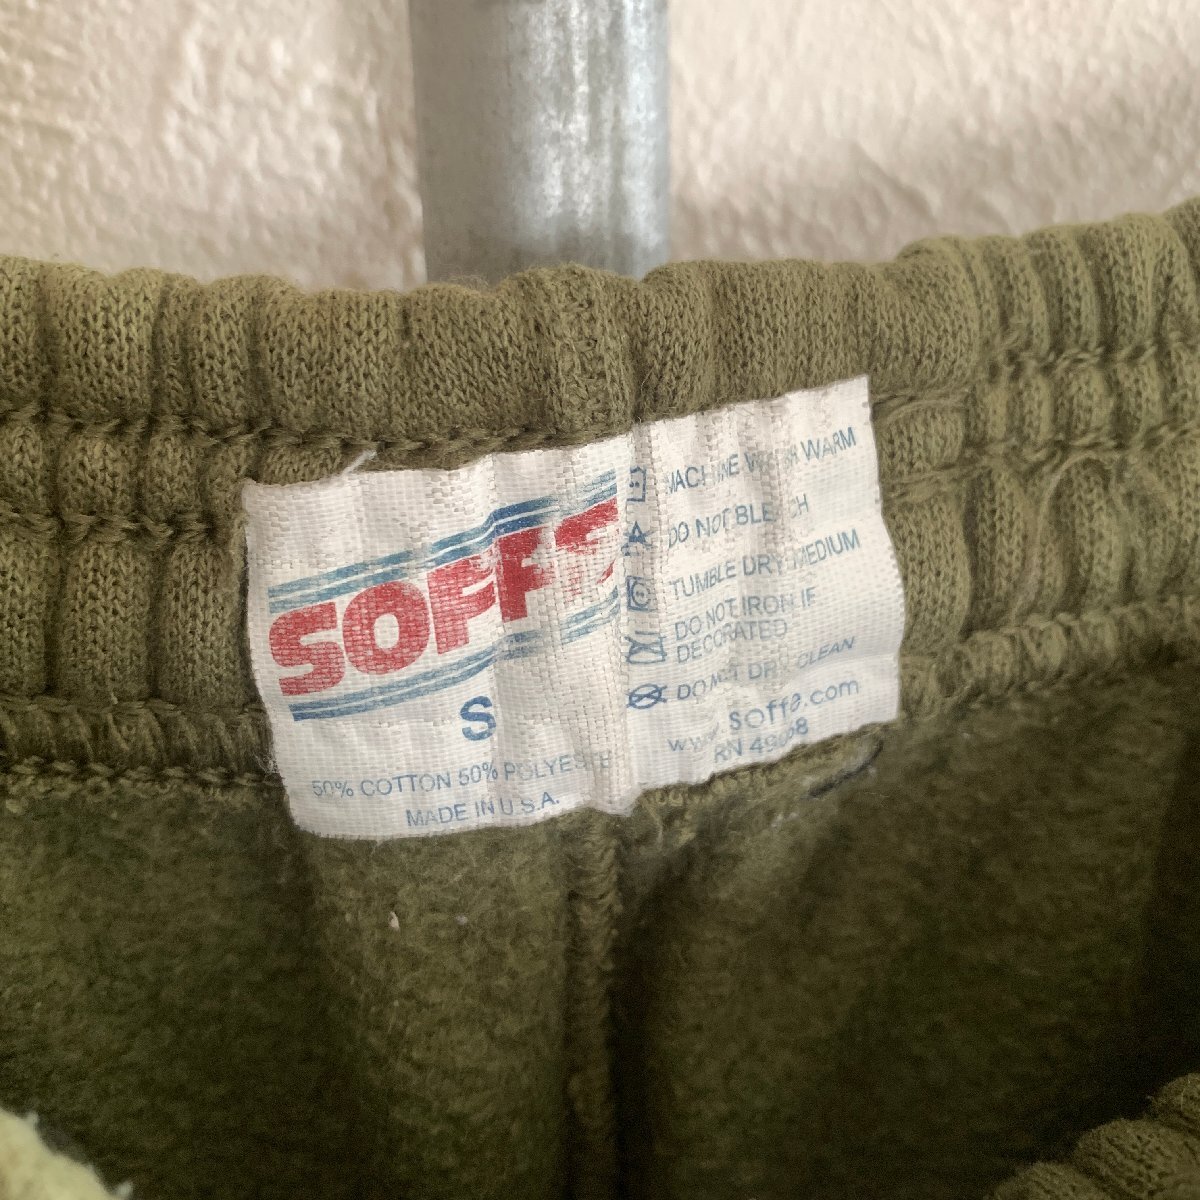 SOFFE
S
50% COTTON 50% POLYESTER
MADE IN U.S.A.
MACHINE WASH WARM
DO NOT BLEACH
TUMBLE DRY MEDIUM
DO NOT IRON IF
DECORATED
DO NOT DRY CLEAN
www.soffe.com
RN